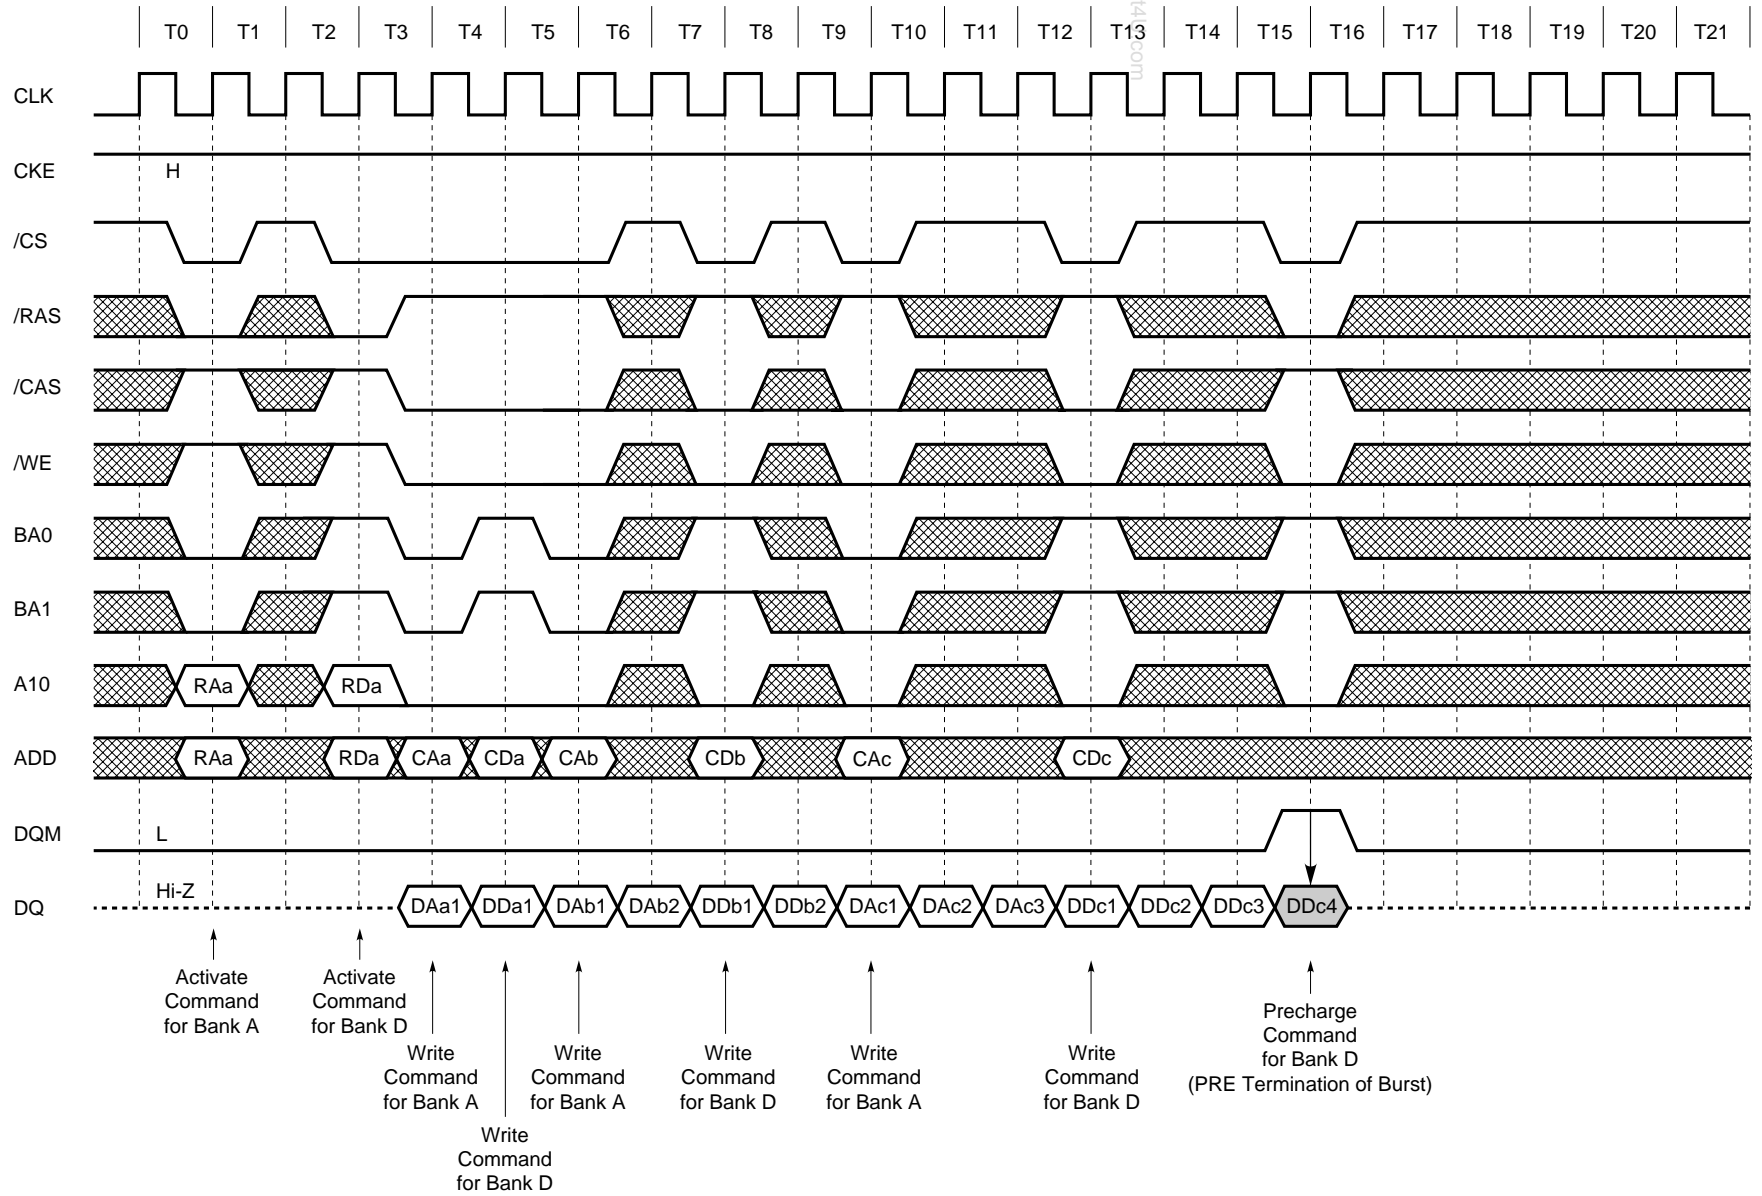 T0 T1 T2 T3 T4 T5 T6 T7 T8 T9 T10 T11 T12 T13 T14 T15 T16 T17 T18 T19 T20 T21
CLK
CKE H
/CS
/RAS
/CAS
/WE
BA0
BA1
A10 RAa RDa
ADD RAa RDa CAa CDa CAb CDb CAc CDc
DQM L
DQ Hi-Z DAa1 DDa1 DAb1 DAb2 DDb1 DDb2 DAc1 DAc2 DAc3 DDc1 DDc2 DDc3 DDc4
Activate
Command
for Bank A
Activate
Command
for Bank D
Write
Command
for Bank A
Write
Command
for Bank D
Write
Command
for Bank A
Write
Command
for Bank D
Write
Command
for Bank A
Write
Command
for Bank D
Precharge
Command
for Bank D
(PRE Termination of Burst)